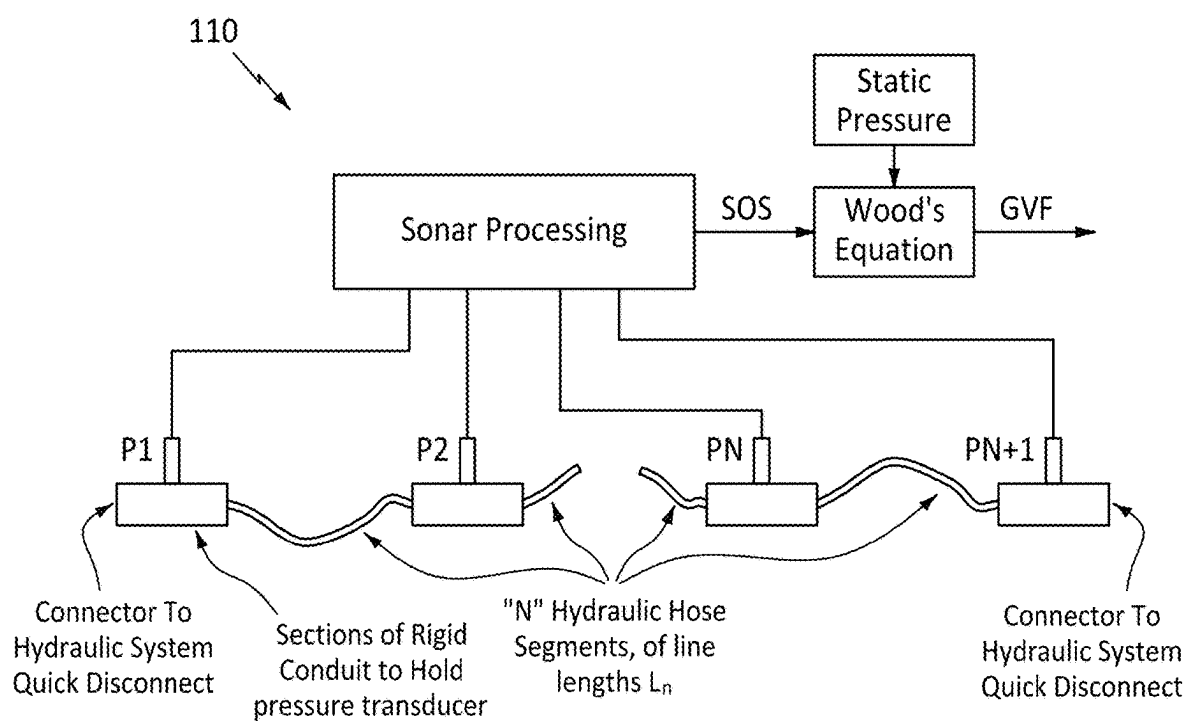 110
Static
Pressure
Sonar Processing
SOS
Wood's
Equation
GVF
P1
P2
PN
PN+1
Connector To
Hydraulic System
Quick Disconnect
Sections of Rigid
Conduit to Hold
pressure transducer
"N" Hydraulic Hose
Segments, of line
lengths Lₙ
Connector To
Hydraulic System
Quick Disconnect